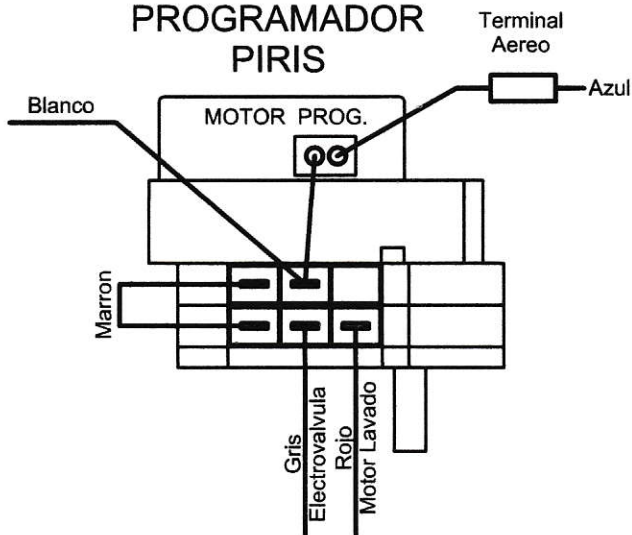 PROGRAMADOR
PIRIS
Terminal
Aereo
Azul
Blanco
MOTOR PROG.
Marron
Gris
Electrovalvula
Rojo
Motor Lavado